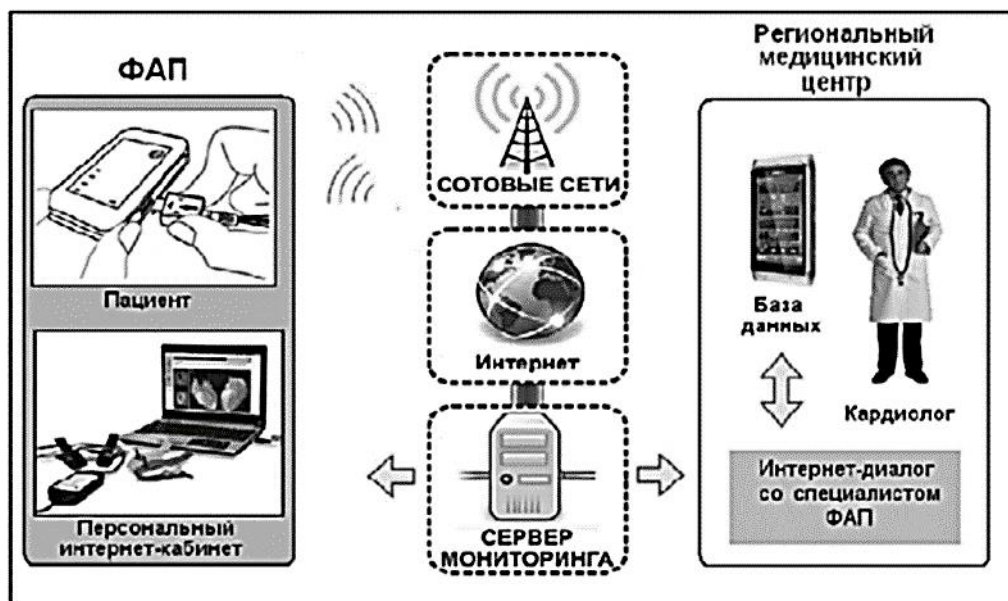 ФАП
Пациент
Персональный
интернет-кабинет
СОТОВЫЕ СЕТИ
Интернет
СЕРВЕР
МОНИТОРИНГА
Региональный
медицинский
центр
База
данных
Кардиолог
Интернет-диалог
со специалистом
ФАП